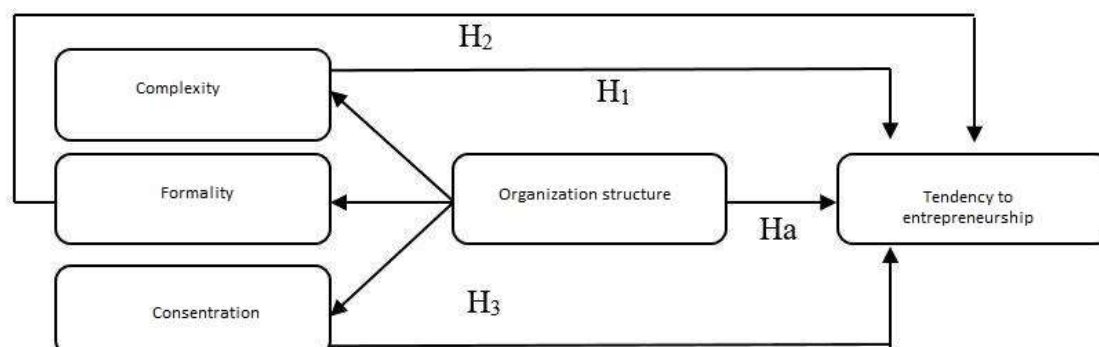 H₂
Complexity
H₁
Formality
Organization structure
Tendency to
entrepreneurship
Ha
Consentration
H₃